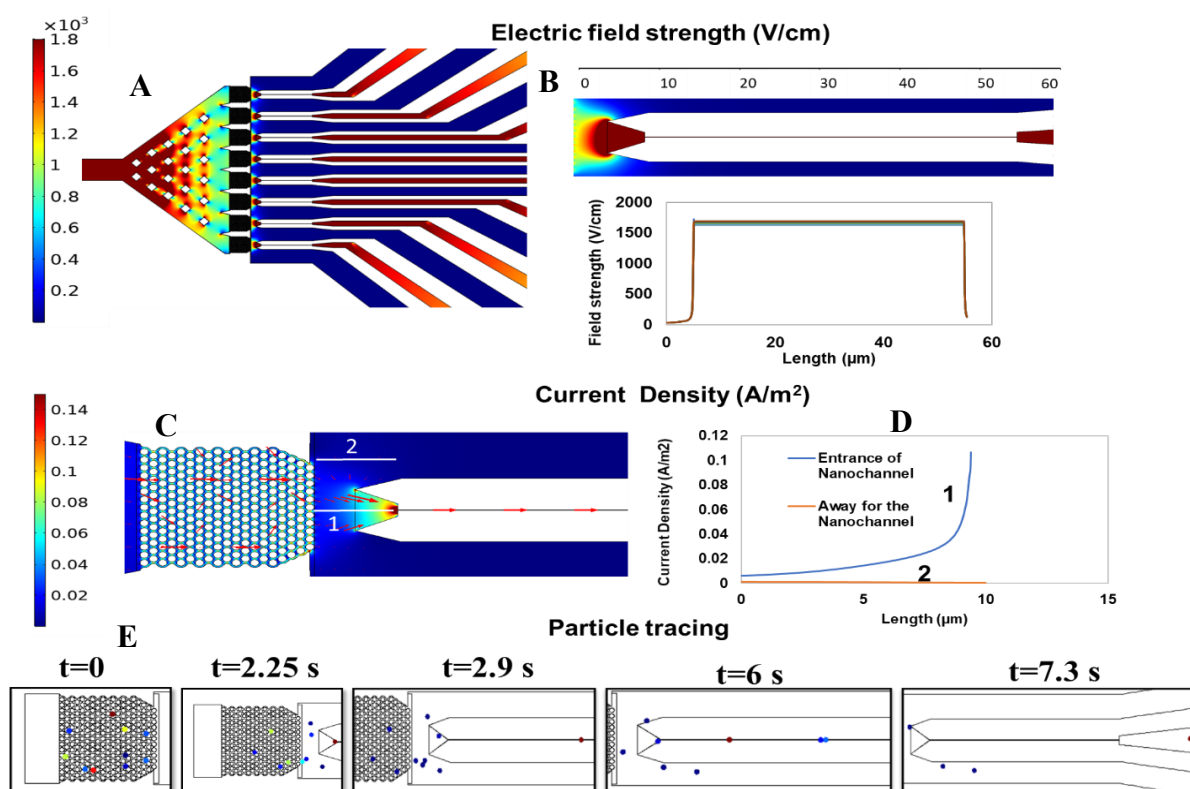 ×10³
Electric field strength (V/cm)
1.8
1.6
1.4
1.2
1
0.8
0.6
0.4
0.2
A
B
0 10 20 30 40 50 60
Field strength (V/cm)
2000
1500
1000
500
0
0 20 40 60
Length (µm)
Current Density (A/m²)
0.14
0.12
0.10
0.08
0.06
0.04
0.02
C
2
1
D
Current Density (A/m2)
0.12
0.1
0.08
0.06
0.04
0.02
0
Entrance of
Nanochannel
Away for the
Nanochannel
1
2
0 5 10 15
Length (µm)
E
Particle tracing
t=0 t=2.25 s t=2.9 s t=6 s t=7.3 s